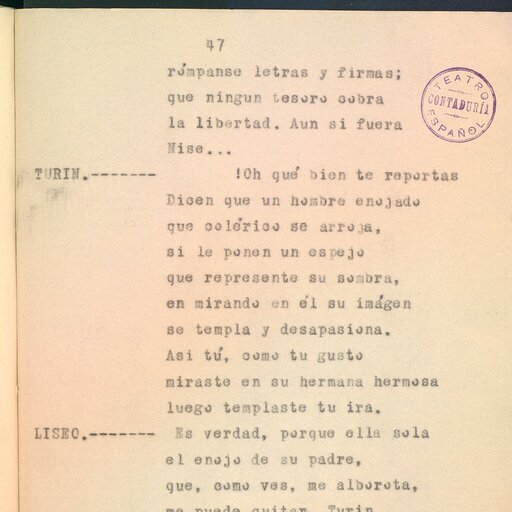 47
rómpanse letras y firmas;
que ningun tesoro cobra
la libertad. Aun si fuera
Nise...
TURIN.------- !Oh qué bien te reportas
Dicen que un hombre enojado
que colérico se arroja,
si le ponen un espejo
que represente su sombra,
en mirando en él su imágen
se templa y desapasiona.
Asi tú, como tu gusto
miraste en su hermana hermosa
luego templaste tu ira.
LISEO.------- Es verdad, porque ella sola
el enojo de su padre,
que, como ves, me alborota,
me puede quitar. Turin
TEATRO
CONTADURÍA
ESPAÑOL